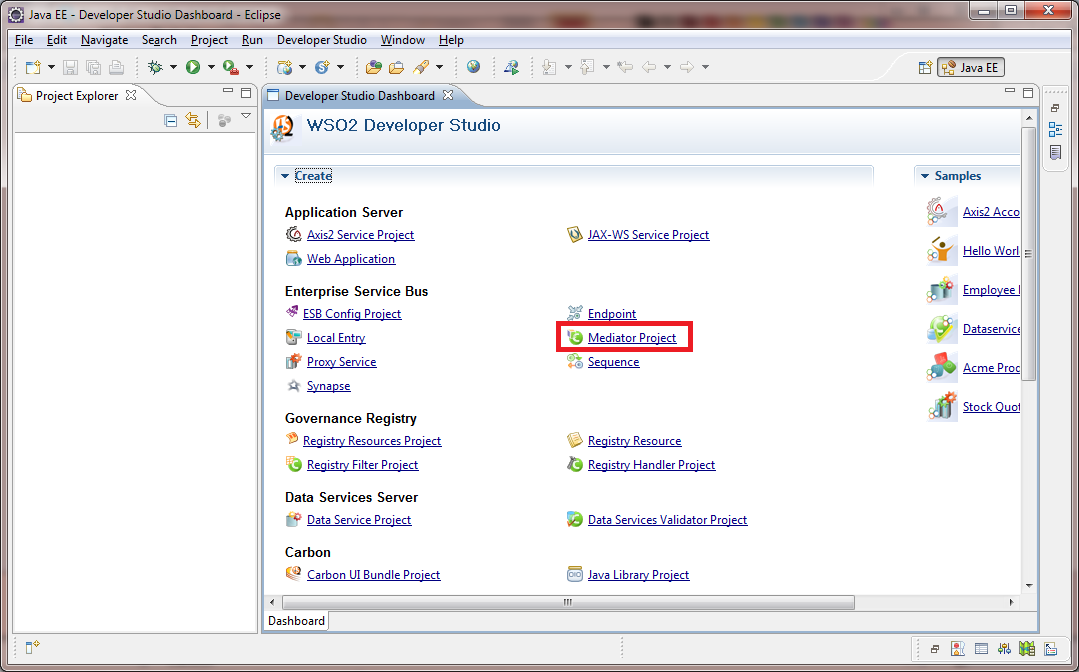 Java EE - Developer Studio Dashboard - Eclipse
File Edit Navigate Search Project Run Developer Studio Window Help
Java EE
Project Explorer
Developer Studio Dashboard
WSO2 Developer Studio
Create
Application Server
Axis2 Service Project
JAX-WS Service Project
Web Application
Enterprise Service Bus
ESB Config Project
Endpoint
Local Entry
Mediator Project
Proxy Service
Sequence
Synapse
Governance Registry
Registry Resources Project
Registry Resource
Registry Filter Project
Registry Handler Project
Data Services Server
Data Service Project
Data Services Validator Project
Carbon
Carbon UI Bundle Project
Java Library Project
Samples
Axis2 Acco
Hello Worl
Employee
Dataservice
Acme Proc
Stock Quot
Dashboard